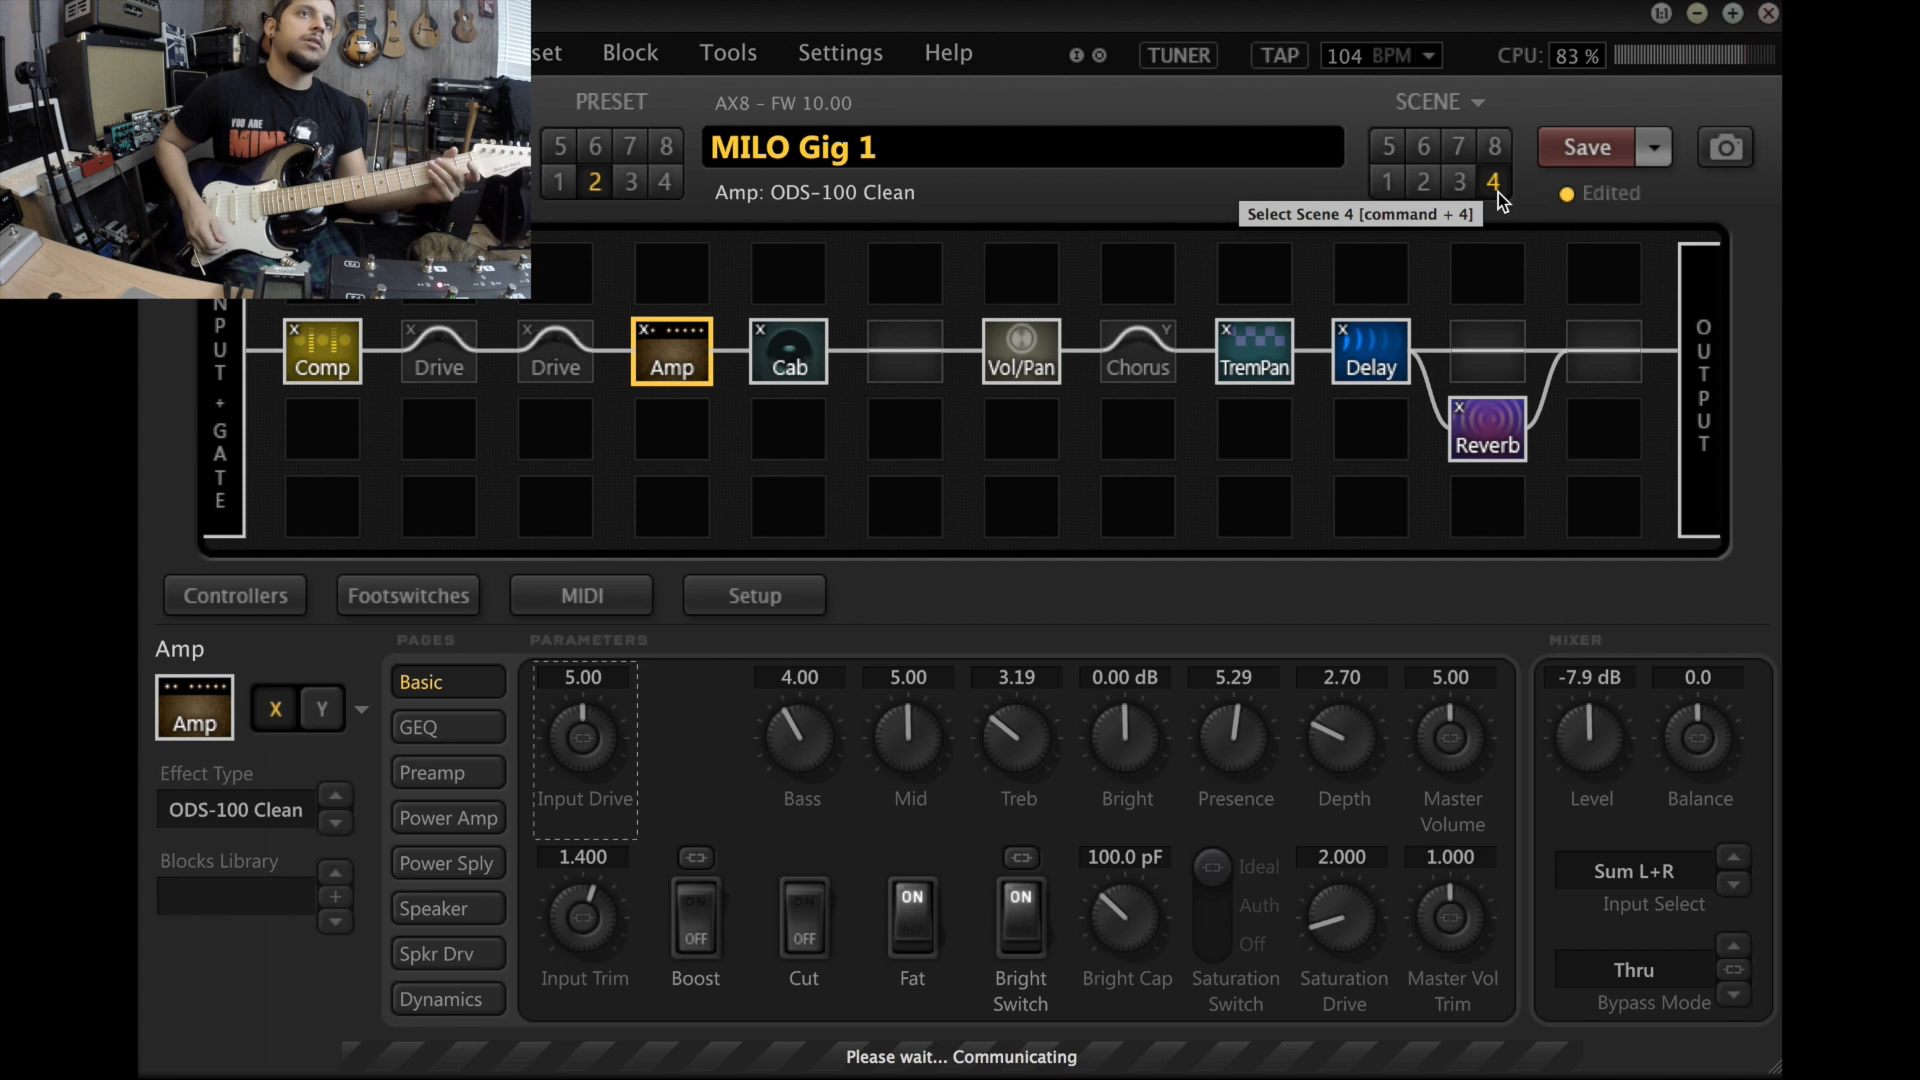 set Block Tools Settings Help
TUNER TAP 104 BPM CPU: 83 %
PRESET
AX8 – FW 10.00
SCENE
YOU ARE
MINE
5 6 7 8
1 2 3 4
MILO Gig 1
5 6 7 8
1 2 3 4
Save
Amp: ODS-100 Clean
Edited
Select Scene 4 [command + 4]
NPUT + GATE
X Comp
X Drive
X Drive
X Amp
X Cab
Vol/Pan
Y Chorus
X TremPan
X Delay
X Reverb
OUTPUT
Controllers Footswitches MIDI Setup
Amp
PAGES PARAMETERS MIXER
Amp
X Y
Effect Type
ODS-100 Clean
Blocks Library
Basic
GEQ
Preamp
Power Amp
Power Sply
Speaker
Spkr Drv
Dynamics
5.00 4.00 5.00 3.19 0.00 dB 5.29 2.70 5.00
Input Drive Bass Mid Treb Bright Presence Depth Master Volume
1.400 100.0 pF 2.000 1.000
ON OFF
ON OFF
ON
ON
Ideal
Auth
Off
Input Trim Boost Cut Fat Bright Switch Bright Cap Saturation Switch Saturation Drive Master Vol Trim
-7.9 dB 0.0
Level Balance
Sum L+R
Input Select
Thru
Bypass Mode
Please wait... Communicating